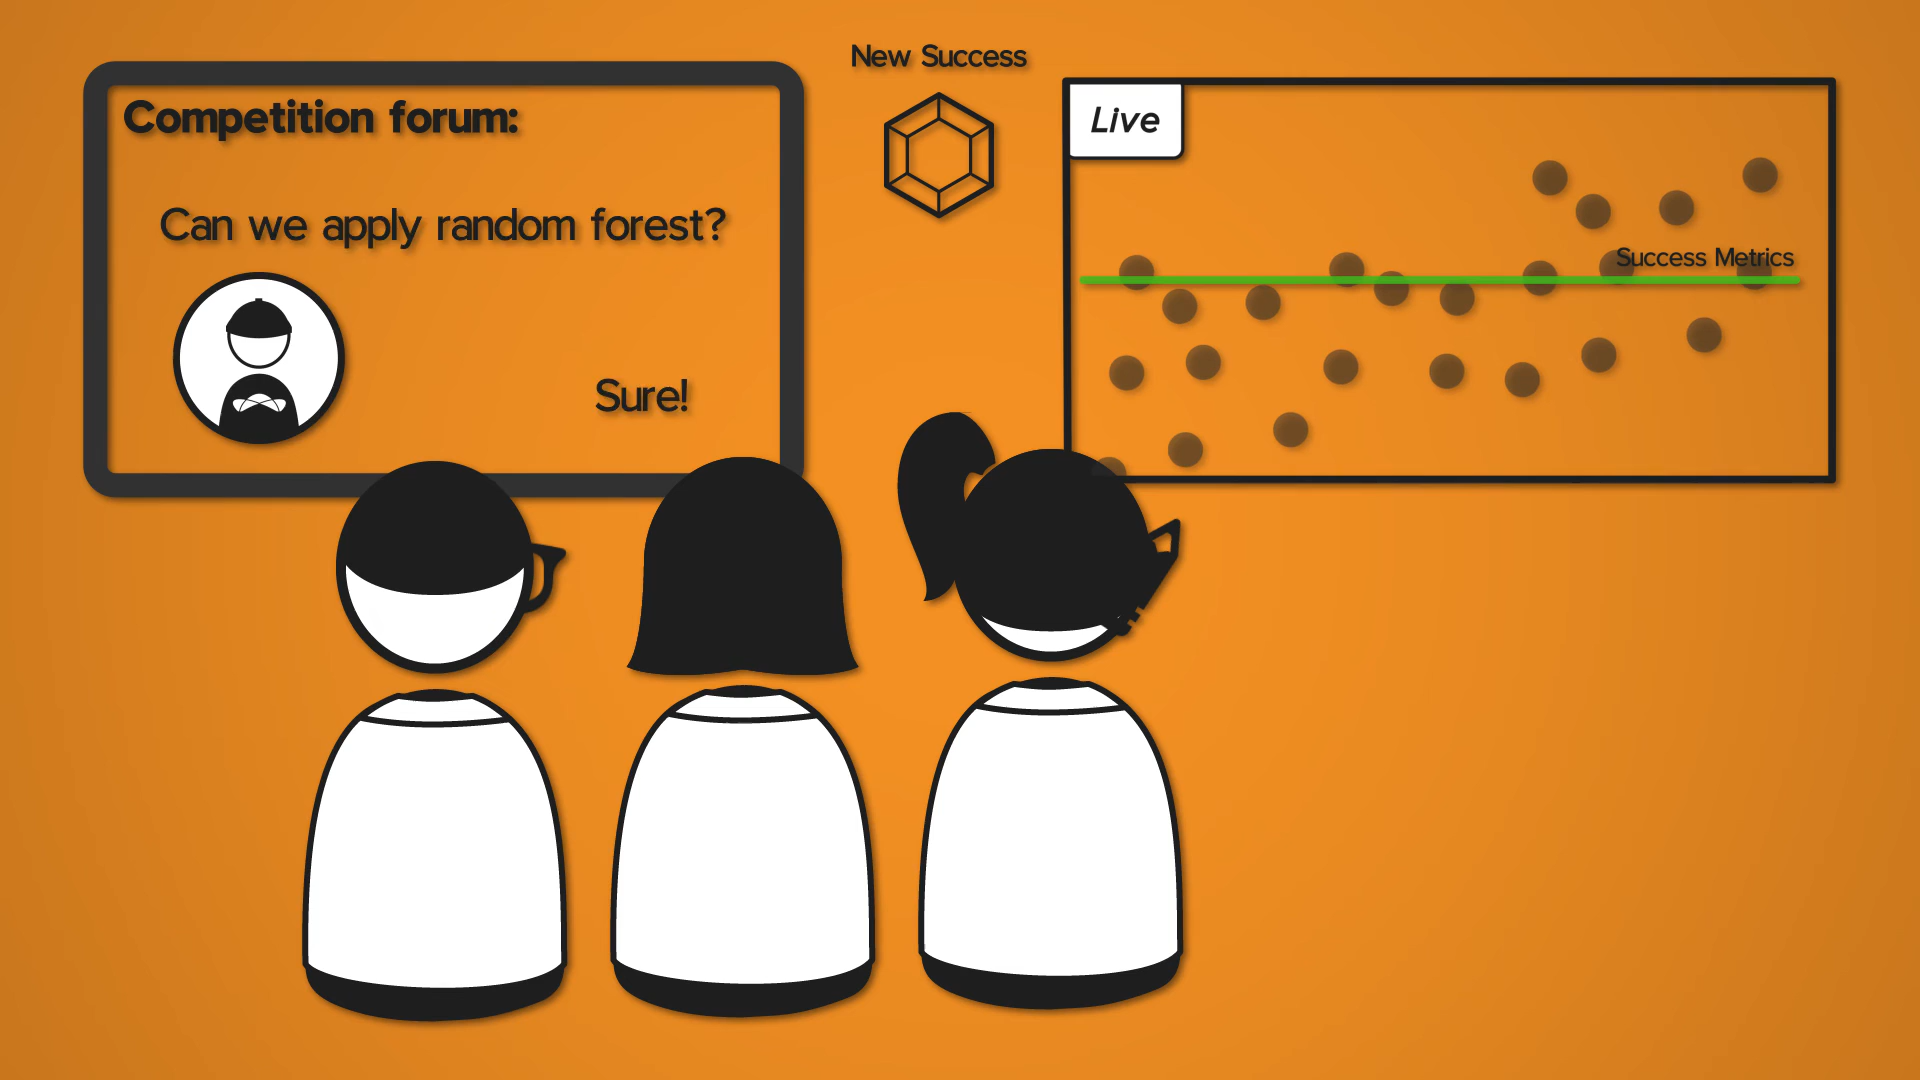 Competition forum:
Can we apply random forest?
Sure!
New Success
Live
Success Metrics